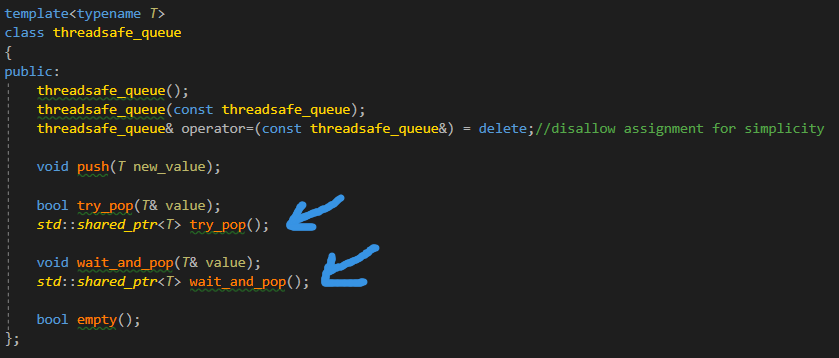 template<typename T>
class threadsafe_queue
{
public:
threadsafe_queue();
threadsafe_queue(const threadsafe_queue);
threadsafe_queue& operator=(const threadsafe_queue&) = delete;//disallow assignment for simplicity
void push(T new_value);
bool try_pop(T& value);
std::shared_ptr<T> try_pop();
void wait_and_pop(T& value);
std::shared_ptr<T> wait_and_pop();
bool empty();
};